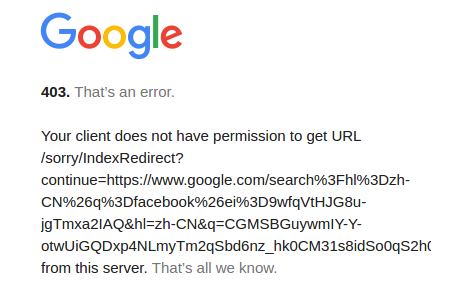 Google
403. That's an error.
Your client does not have permission to get URL
/sorry/IndexRedirect?
continue=https://www.google.com/search%3Fhl%3Dzh-
CN%26q%3Dfacebook%26ei%3D9wfqVtHJG8u-
jgTmxa2IAQ&hl=zh-CN&q=CGMSBGuywmIY-Y-
otwUiGQDxp4NLmyTm2qSbd6nz_hk0CM31s8idSo0qS2h
from this server. That's all we know.